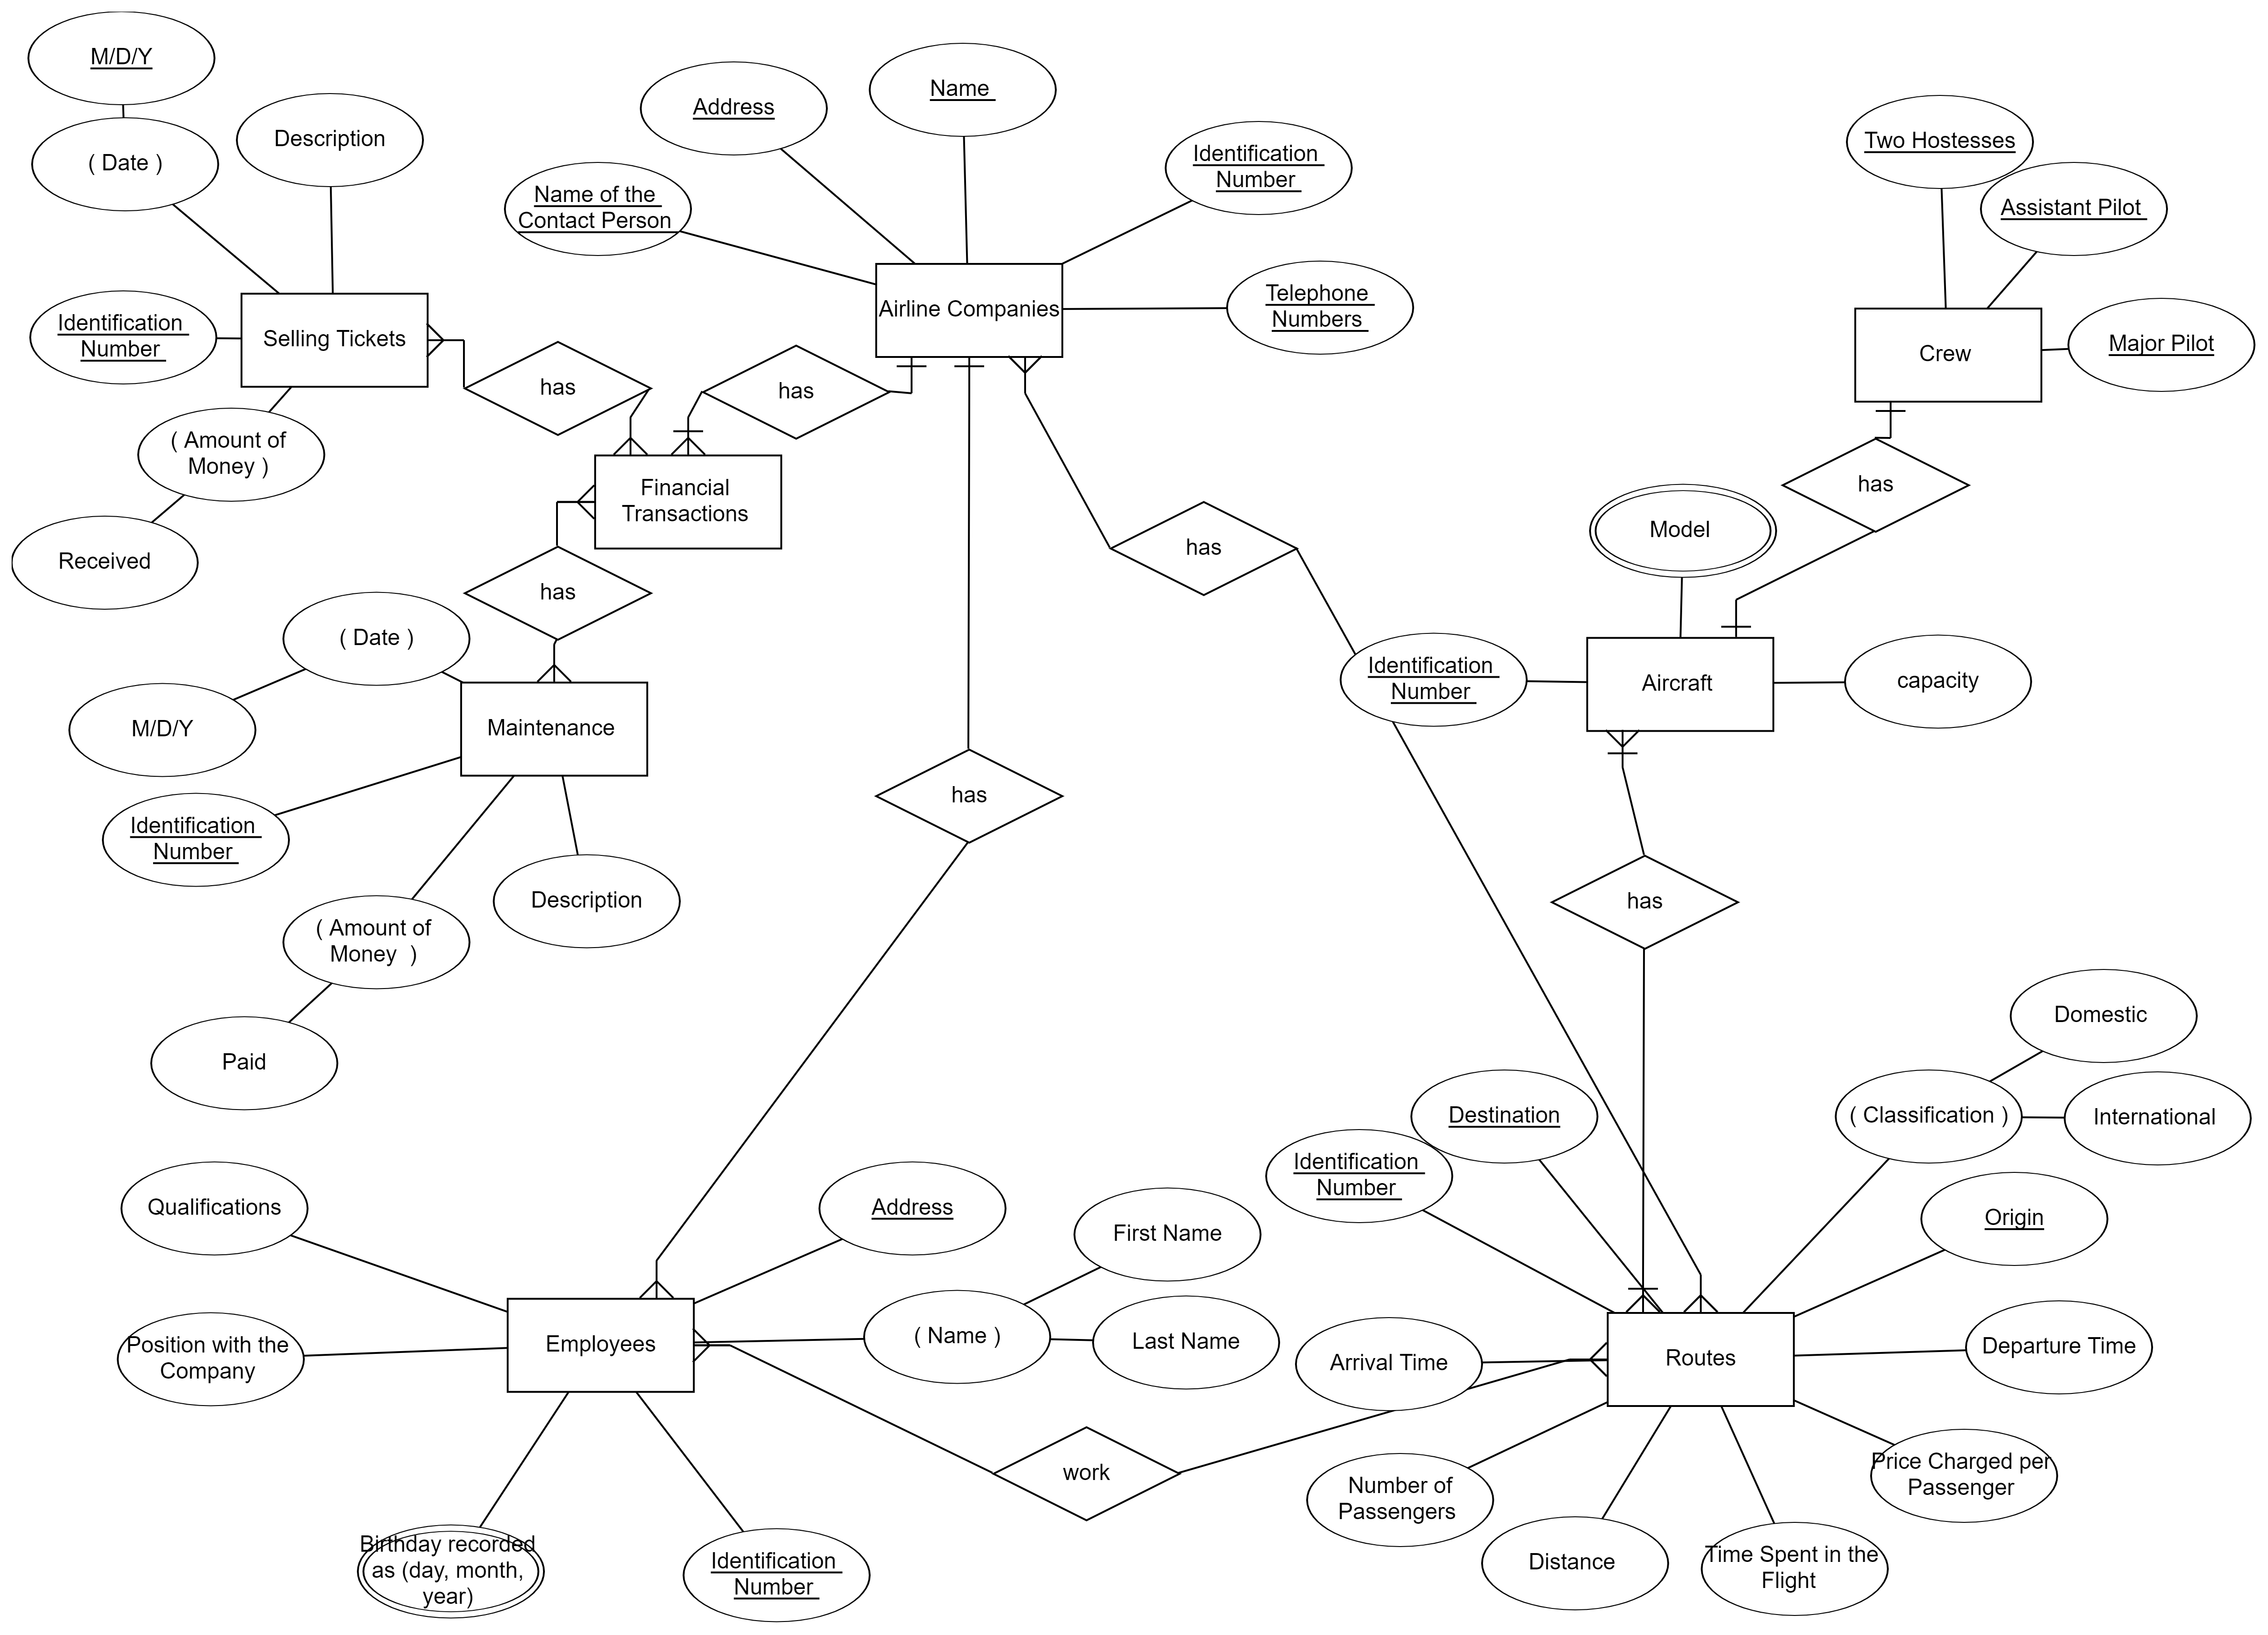 M/D/Y
( Date )
Description
Identification
Number
Selling Tickets
( Amount of
Money )
Received
has
Address
Name
Name of the
Contact Person
Identification
Number
Telephone
Numbers
Airline Companies
has
Financial
Transactions
has
Two Hostesses
Assistant Pilot
Major Pilot
Crew
has
has
Model
Identification
Number
Aircraft
capacity
( Date )
M/D/Y
Maintenance
Identification
Number
Description
( Amount of
Money )
Paid
has
has
Domestic
( Classification )
International
Destination
Identification
Number
Origin
Departure Time
Arrival Time
Routes
Price Charged per
Passenger
Number of
Passengers
Distance
Time Spent in the
Flight
Qualifications
Address
First Name
( Name )
Last Name
Position with the
Company
Employees
work
Birthday recorded
as (day, month,
year)
Identification
Number